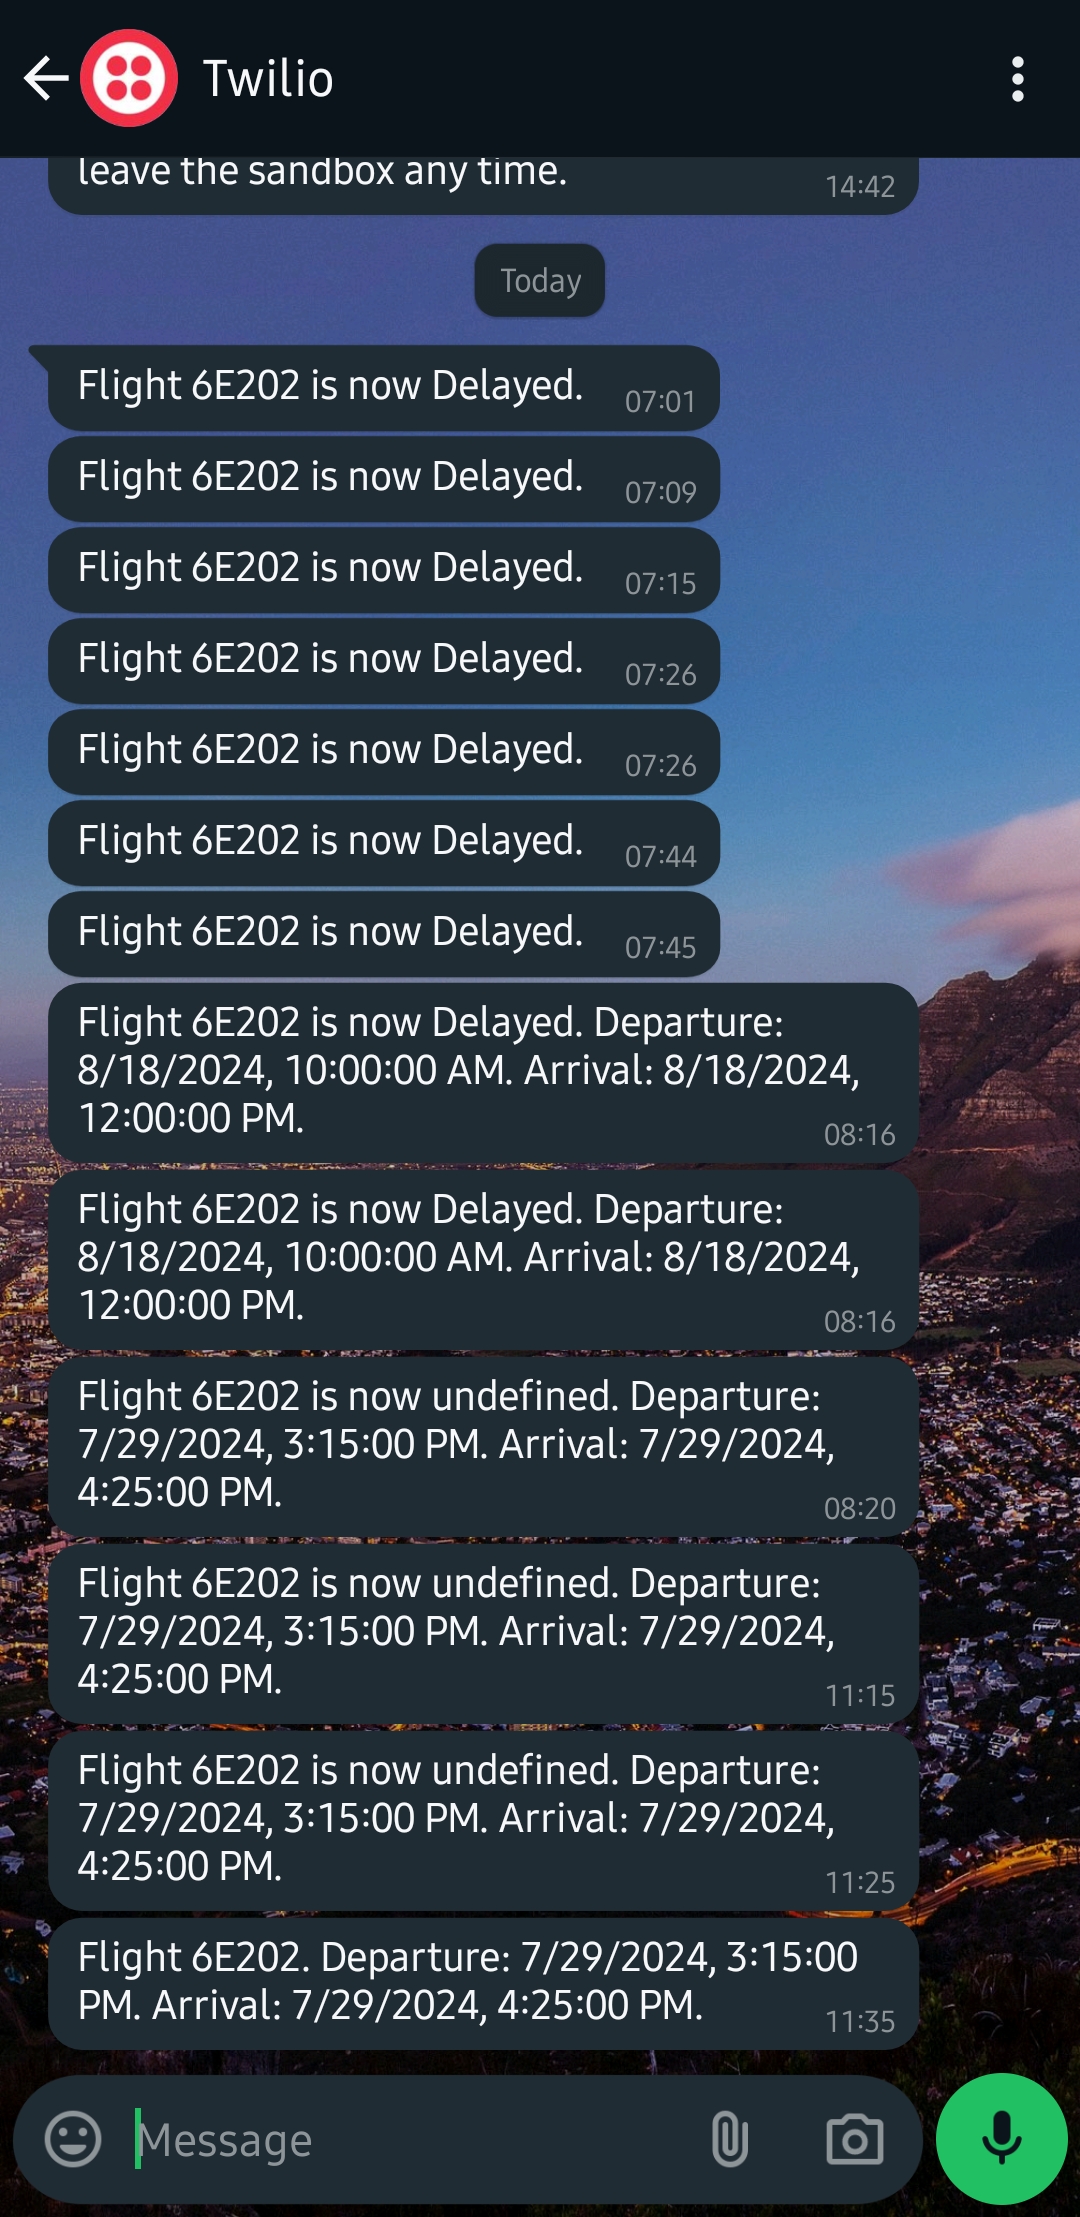 Twilio
leave the sandbox any time.
14:42
Today
Flight 6E202 is now Delayed.
07:01
Flight 6E202 is now Delayed.
07:09
Flight 6E202 is now Delayed.
07:15
Flight 6E202 is now Delayed.
07:26
Flight 6E202 is now Delayed.
07:26
Flight 6E202 is now Delayed.
07:44
Flight 6E202 is now Delayed.
07:45
Flight 6E202 is now Delayed. Departure:
8/18/2024, 10:00:00 AM. Arrival: 8/18/2024,
12:00:00 PM.
08:16
Flight 6E202 is now Delayed. Departure:
8/18/2024, 10:00:00 AM. Arrival: 8/18/2024,
12:00:00 PM.
08:16
Flight 6E202 is now undefined. Departure:
7/29/2024, 3:15:00 PM. Arrival: 7/29/2024,
4:25:00 PM.
08:20
Flight 6E202 is now undefined. Departure:
7/29/2024, 3:15:00 PM. Arrival: 7/29/2024,
4:25:00 PM.
11:15
Flight 6E202 is now undefined. Departure:
7/29/2024, 3:15:00 PM. Arrival: 7/29/2024,
4:25:00 PM.
11:25
Flight 6E202. Departure: 7/29/2024, 3:15:00
PM. Arrival: 7/29/2024, 4:25:00 PM.
11:35
Message